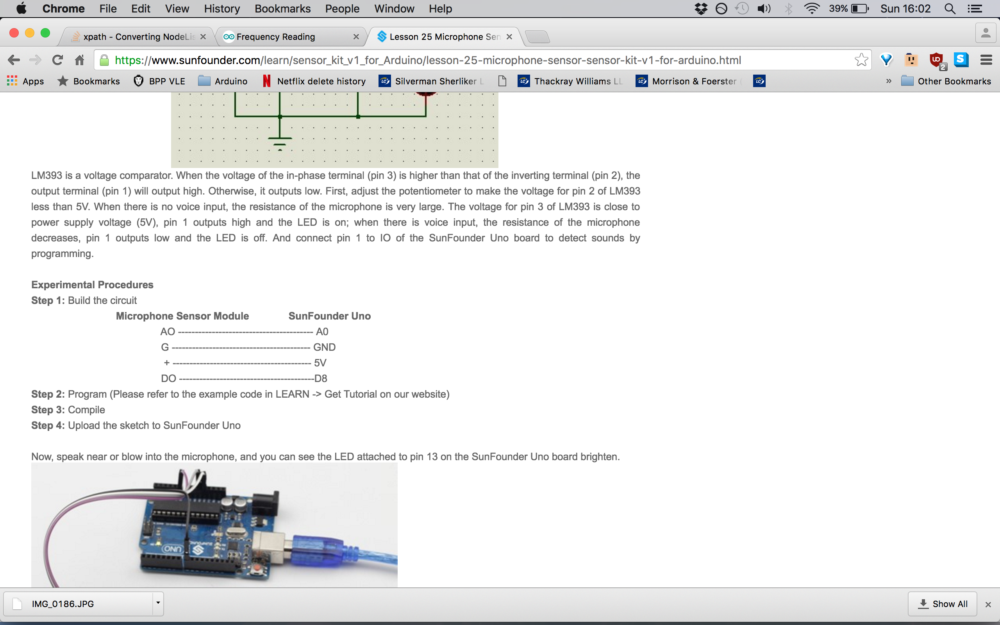 Chrome File Edit View History Bookmarks People Window Help 39% Sun 16:02
xpath - Converting NodeLis Frequency Reading Lesson 25 Microphone Sen
https://www.sunfounder.com/learn/sensor_kit_v1_for_Arduino/lesson-25-microphone-sensor-sensor-kit-v1-for-arduino.html uo 2 S
Apps Bookmarks BPP VLE Arduino N Netflix delete history LC Silverman Sherliker L LC Thackray Williams LL LC Morrison & Foerster ( LC » Other Bookmarks
LM393 is a voltage comparator. When the voltage of the in-phase terminal (pin 3) is higher than that of the inverting terminal (pin 2), the
output terminal (pin 1) will output high. Otherwise, it outputs low. First, adjust the potentiometer to make the voltage for pin 2 of LM393
less than 5V. When there is no voice input, the resistance of the microphone is very large. The voltage for pin 3 of LM393 is close to
power supply voltage (5V), pin 1 outputs high and the LED is on; when there is voice input, the resistance of the microphone
decreases, pin 1 outputs low and the LED is off. And connect pin 1 to IO of the SunFounder Uno board to detect sounds by
programming.
Experimental Procedures
Step 1: Build the circuit
Microphone Sensor Module SunFounder Uno
AO ---------------------------------------- A0
G ----------------------------------------- GND
+ ----------------------------------------- 5V
DO ----------------------------------------D8
Step 2: Program (Please refer to the example code in LEARN -> Get Tutorial on our website)
Step 3: Compile
Step 4: Upload the sketch to SunFounder Uno
Now, speak near or blow into the microphone, and you can see the LED attached to pin 13 on the SunFounder Uno board brighten.
UNO
IMG_0186.JPG Show All